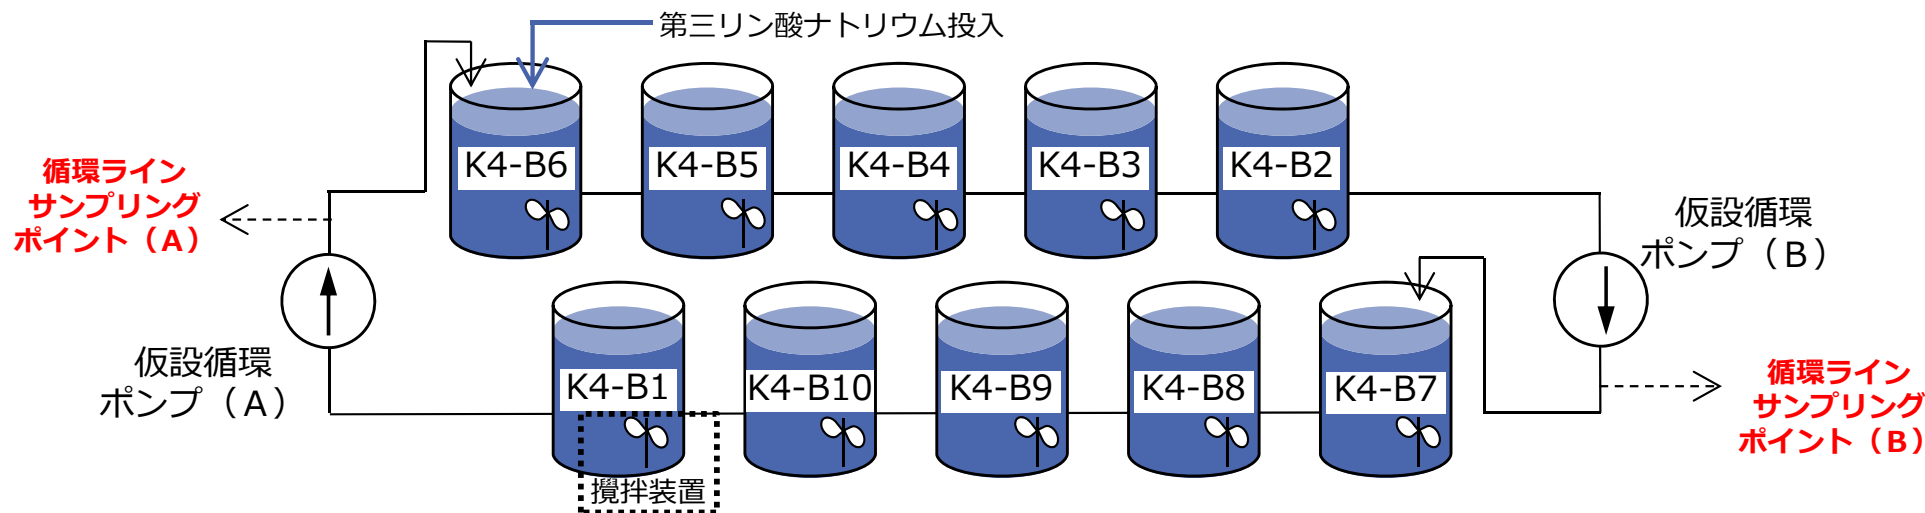 第三リン酸ナトリウム投入
K4-B6
K4-B5
K4-B4
K4-B3
K4-B2
循環ライン
サンプリング
ポイント（A）
仮設循環
ポンプ（B）
仮設循環
ポンプ（A）
K4-B1
K4-B10
K4-B9
K4-B8
K4-B7
循環ライン
サンプリング
ポイント（B）
攪拌装置